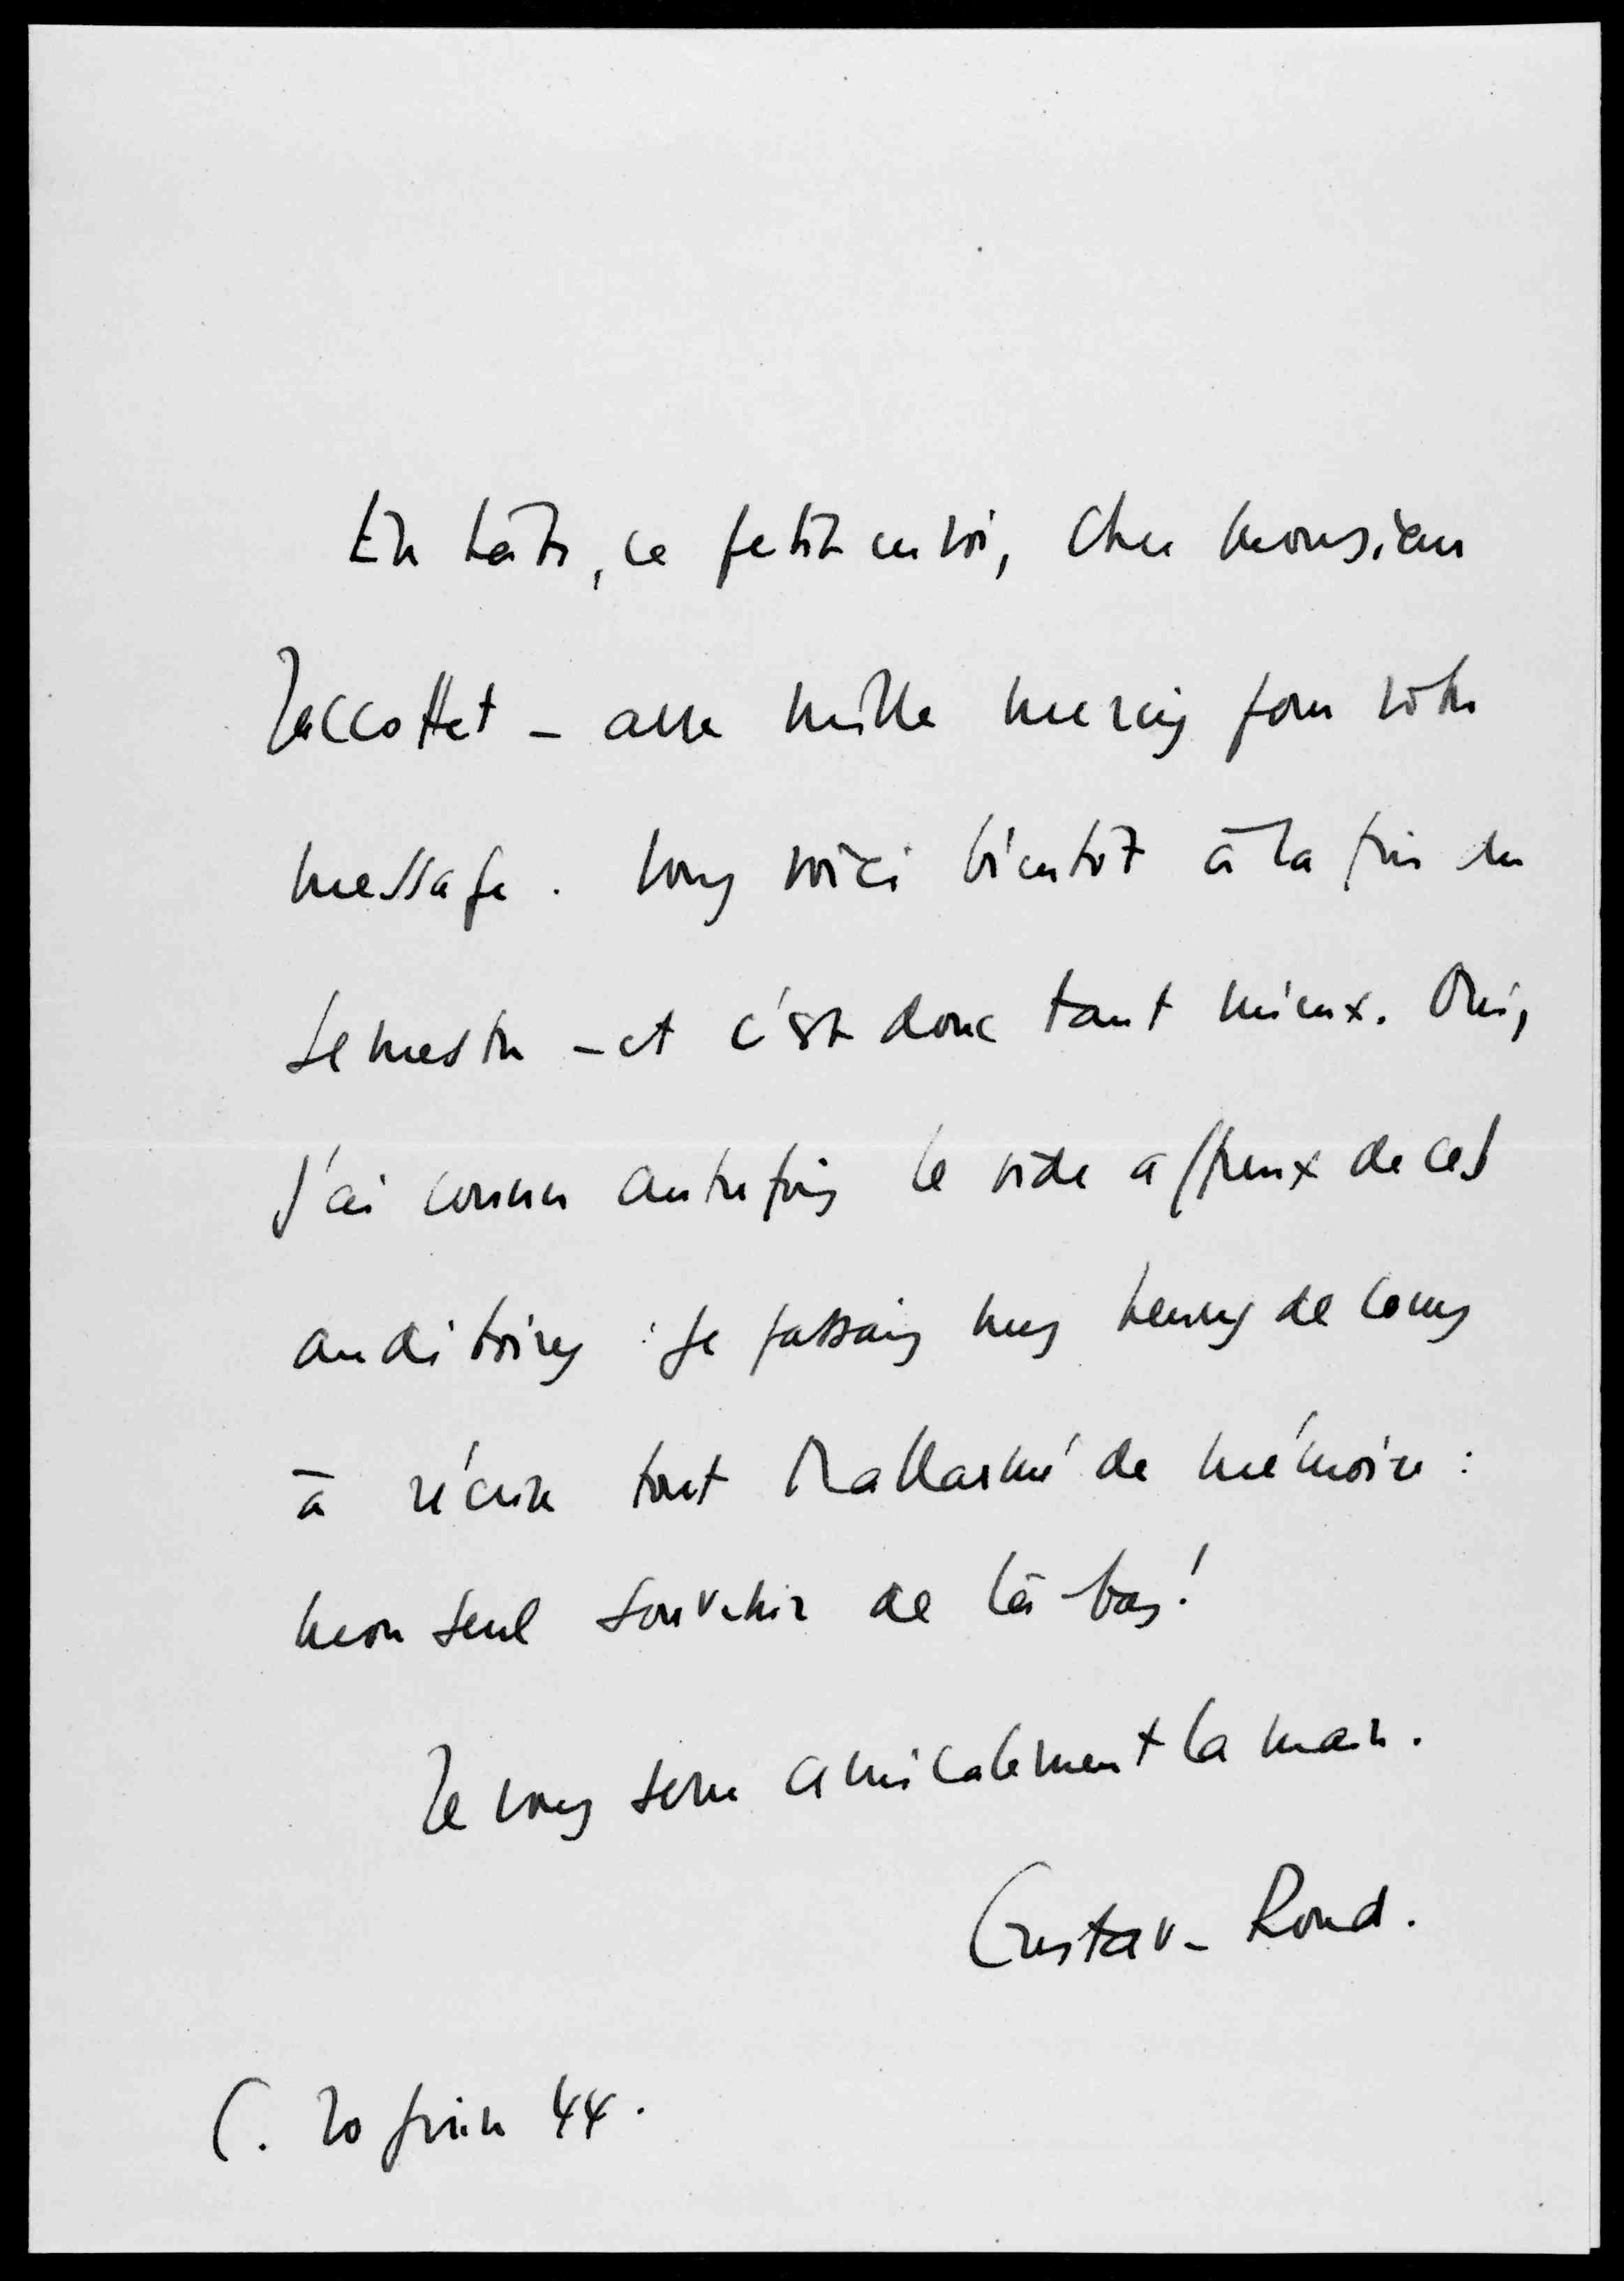 En hâte, ce petit envoi, cher Monsieur
Jaccottet – avec mille mercis pour votre
message. Vous voici bientôt à la fin du
semestre – et c'est donc tant mieux. Oui,
j'ai connu autrefois le vide affreux de ces
auditoires : je passais mes heures de cours
à récrire tout Mallarmé de mémoire :
mon seul souvenir de là-bas !
Je vous serre amicalement la main.
Gustave Roud.
C. 20 juin 44.